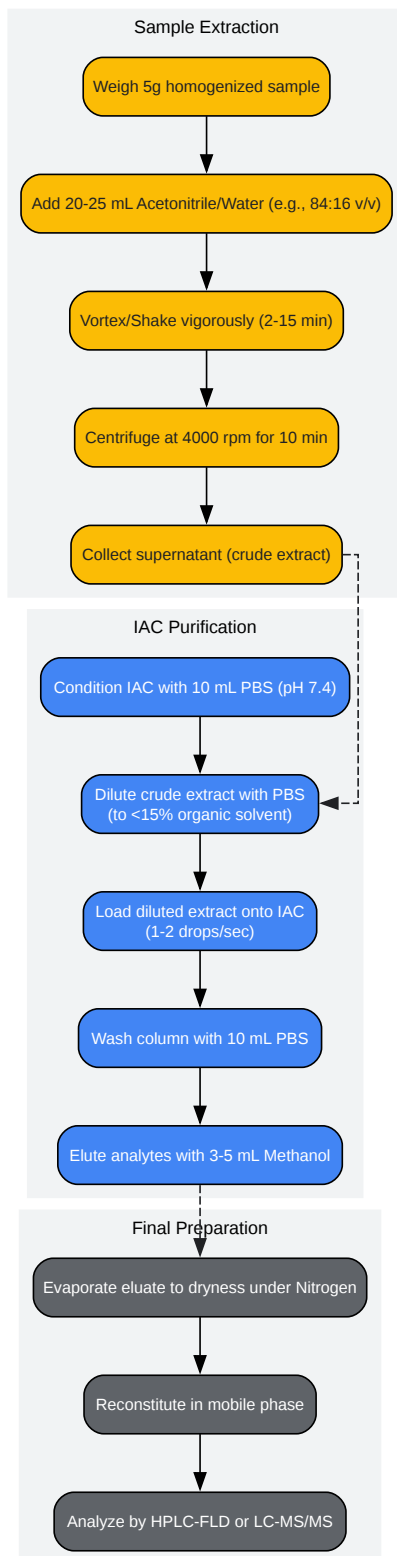 Sample Extraction
Weigh 5g homogenized sample
Add 20-25 mL Acetonitrile/Water (e.g., 84:16 v/v)
Vortex/Shake vigorously (2-15 min)
Centrifuge at 4000 rpm for 10 min
Collect supernatant (crude extract)
IAC Purification
Condition IAC with 10 mL PBS (pH 7.4)
Dilute crude extract with PBS
(to <15% organic solvent)
Load diluted extract onto IAC
(1-2 drops/sec)
Wash column with 10 mL PBS
Elute analytes with 3-5 mL Methanol
Final Preparation
Evaporate eluate to dryness under Nitrogen
Reconstitute in mobile phase
Analyze by HPLC-FLD or LC-MS/MS